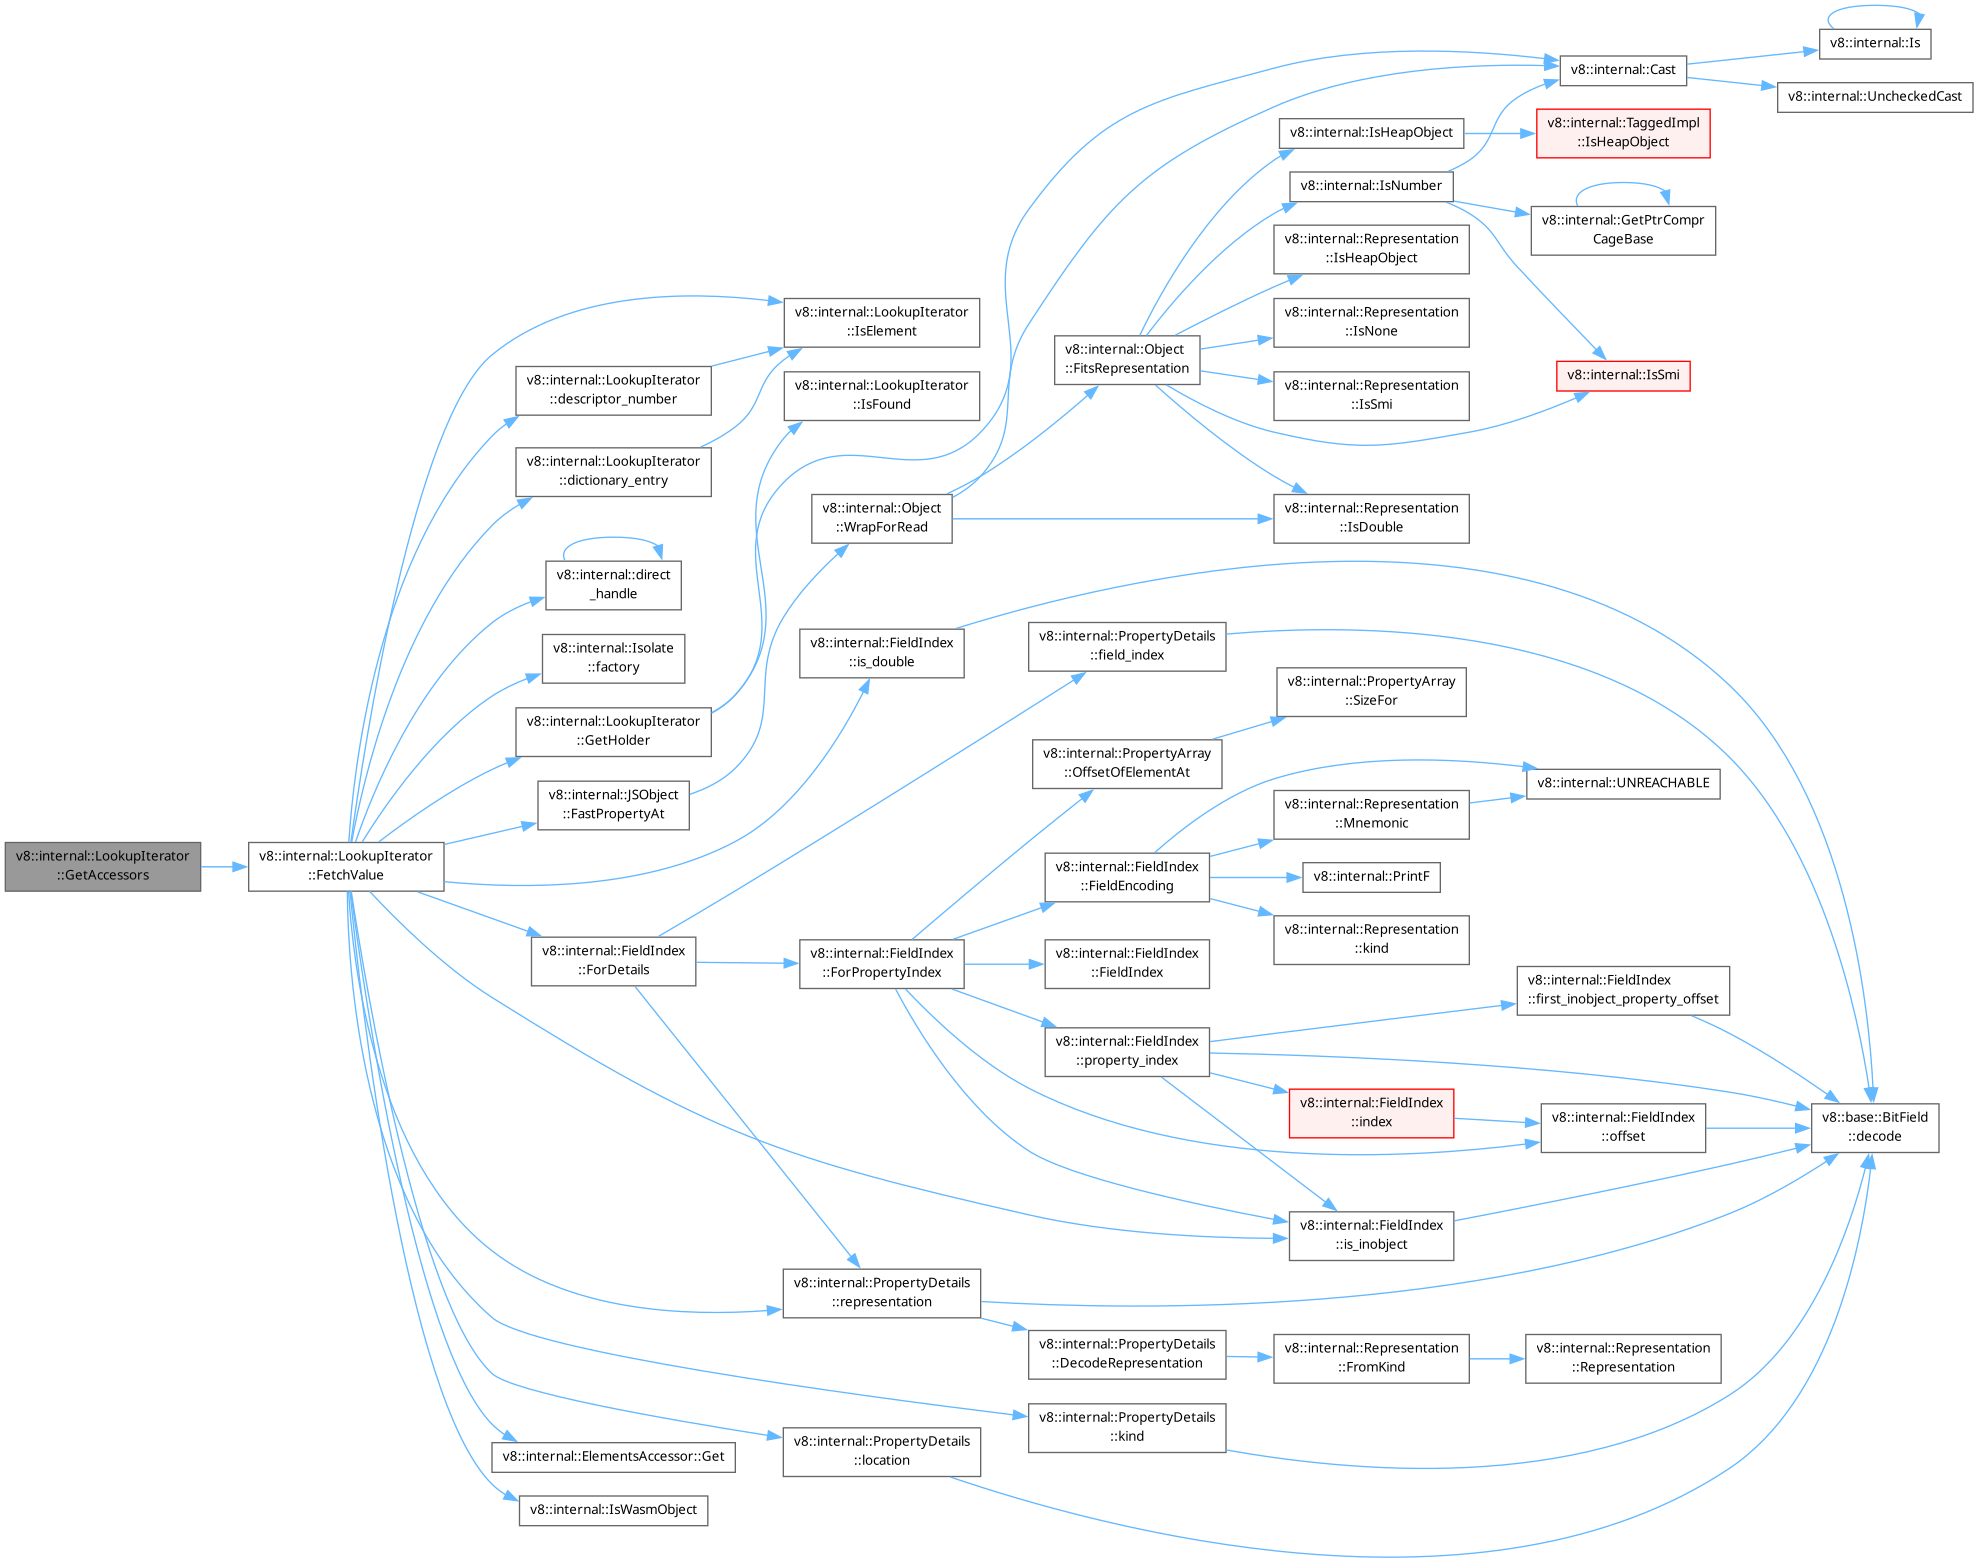 v8::internal::LookupIterator
::GetAccessors
v8::internal::LookupIterator
::FetchValue
v8::internal::LookupIterator
::IsElement
v8::internal::LookupIterator
::descriptor_number
v8::internal::LookupIterator
::dictionary_entry
v8::internal::direct
_handle
v8::internal::Isolate
::factory
v8::internal::LookupIterator
::GetHolder
v8::internal::JSObject
::FastPropertyAt
v8::internal::FieldIndex
::ForDetails
v8::internal::ElementsAccessor::Get
v8::internal::IsWasmObject
v8::internal::LookupIterator
::IsFound
v8::internal::Object
::WrapForRead
v8::internal::FieldIndex
::is_double
v8::internal::FieldIndex
::ForPropertyIndex
v8::internal::PropertyDetails
::representation
v8::internal::PropertyDetails
::location
v8::internal::Object
::FitsRepresentation
v8::internal::PropertyDetails
::field_index
v8::internal::PropertyArray
::OffsetOfElementAt
v8::internal::FieldIndex
::FieldEncoding
v8::internal::FieldIndex
::FieldIndex
v8::internal::FieldIndex
::property_index
v8::internal::PropertyDetails
::DecodeRepresentation
v8::internal::PropertyDetails
::kind
v8::internal::IsHeapObject
v8::internal::IsNumber
v8::internal::Representation
::IsHeapObject
v8::internal::Representation
::IsNone
v8::internal::Representation
::IsSmi
v8::internal::Representation
::IsDouble
v8::internal::PropertyArray
::SizeFor
v8::internal::Representation
::Mnemonic
v8::internal::PrintF
v8::internal::Representation
::kind
v8::internal::FieldIndex
::index
v8::internal::FieldIndex
::is_inobject
v8::internal::Representation
::FromKind
v8::internal::Cast
v8::internal::TaggedImpl
::IsHeapObject
v8::internal::GetPtrCompr
CageBase
v8::internal::IsSmi
v8::internal::UNREACHABLE
v8::internal::FieldIndex
::first_inobject_property_offset
v8::internal::FieldIndex
::offset
v8::internal::Representation
::Representation
v8::internal::Is
v8::internal::UncheckedCast
v8::base::BitField
::decode